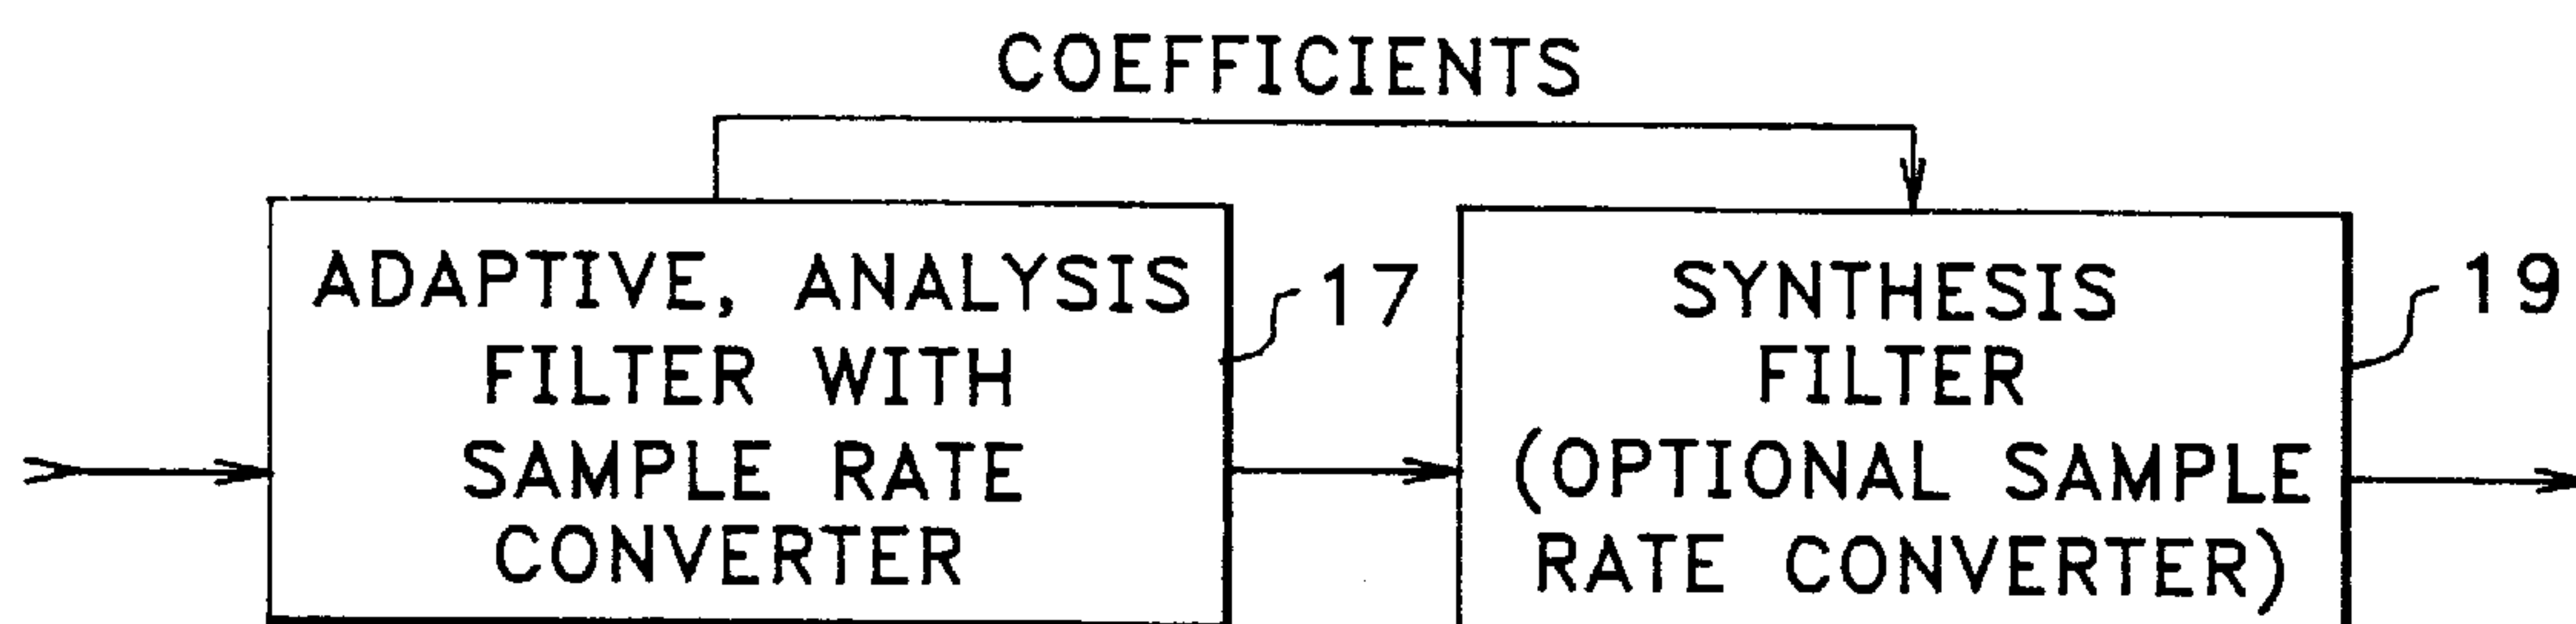 COEFFICIENTS
ADAPTIVE, ANALYSIS
FILTER WITH
SAMPLE RATE
CONVERTER
17
SYNTHESIS
FILTER
(OPTIONAL SAMPLE
RATE CONVERTER)
19